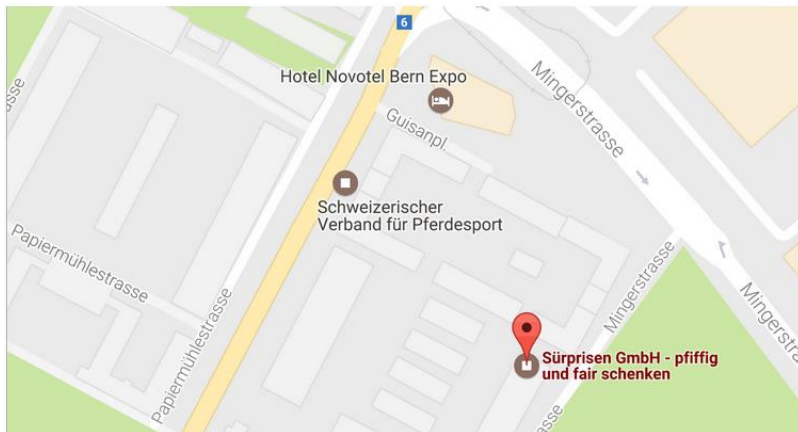 6
Hotel Novotel Bern Expo
Mingerstrasse
Guisanpl.
Schweizerischer
Verband für Pferdesport
Papiermühlestrasse
Papiermühlestrasse
Mingerstrasse
Mingerstrasse
Sürprisen GmbH - pfiffig
und fair schenken